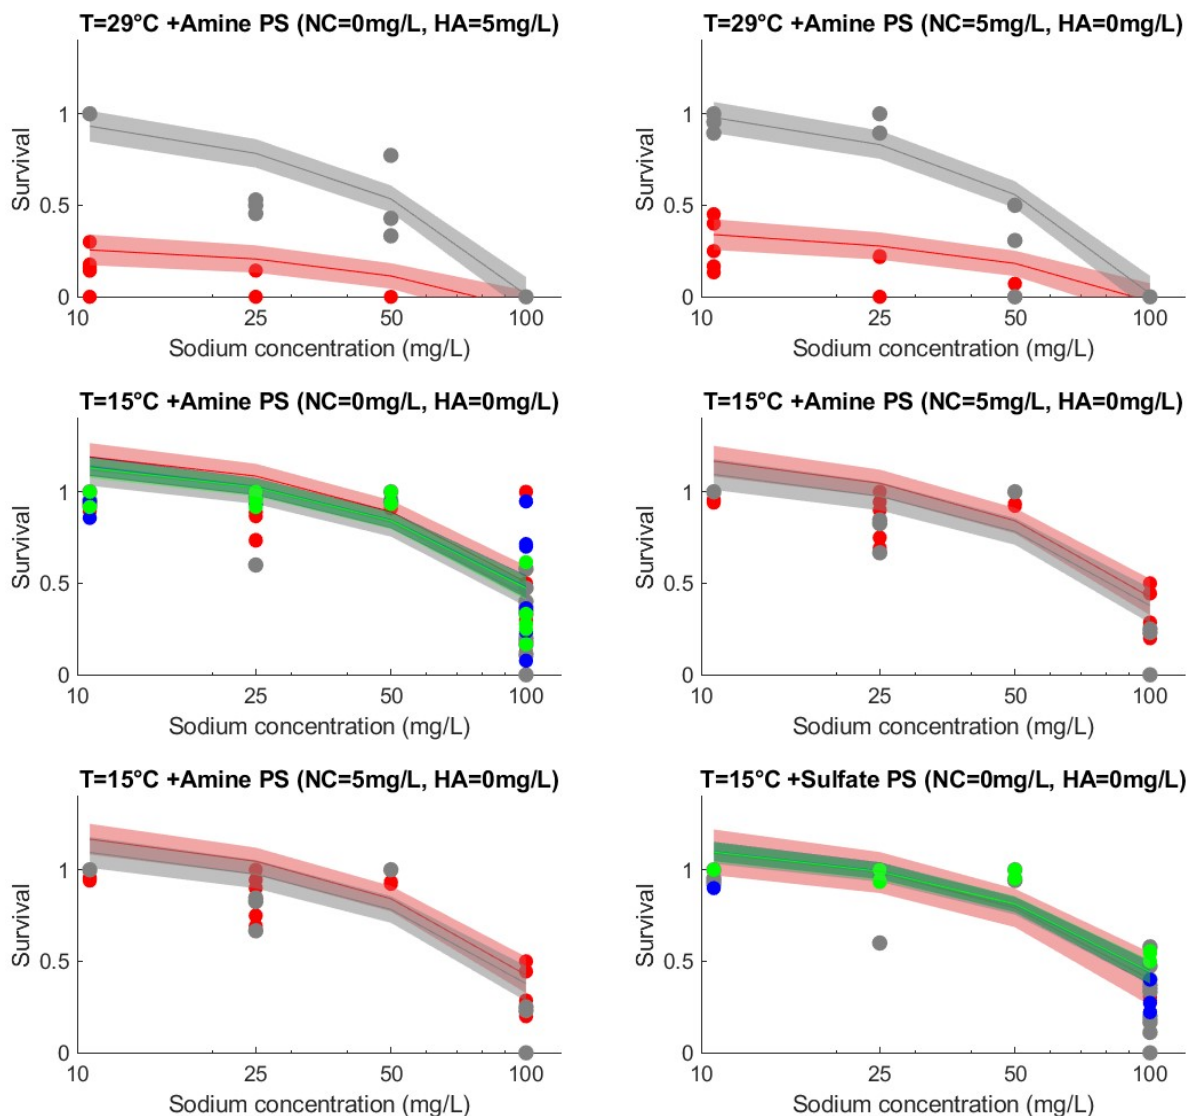 T=29°C +Amine PS (NC=0mg/L, HA=5mg/L)
Survival
1
0.5
0
10
25
50
100
Sodium concentration (mg/L)
T=29°C +Amine PS (NC=5mg/L, HA=0mg/L)
Survival
1
0.5
0
10
25
50
100
Sodium concentration (mg/L)
T=15°C +Amine PS (NC=0mg/L, HA=0mg/L)
Survival
1
0.5
0
10
25
50
100
Sodium concentration (mg/L)
T=15°C +Amine PS (NC=5mg/L, HA=0mg/L)
Survival
1
0.5
0
10
25
50
100
Sodium concentration (mg/L)
T=15°C +Amine PS (NC=5mg/L, HA=0mg/L)
Survival
1
0.5
0
10
25
50
100
Sodium concentration (mg/L)
T=15°C +Sulfate PS (NC=0mg/L, HA=0mg/L)
Survival
1
0.5
0
10
25
50
100
Sodium concentration (mg/L)